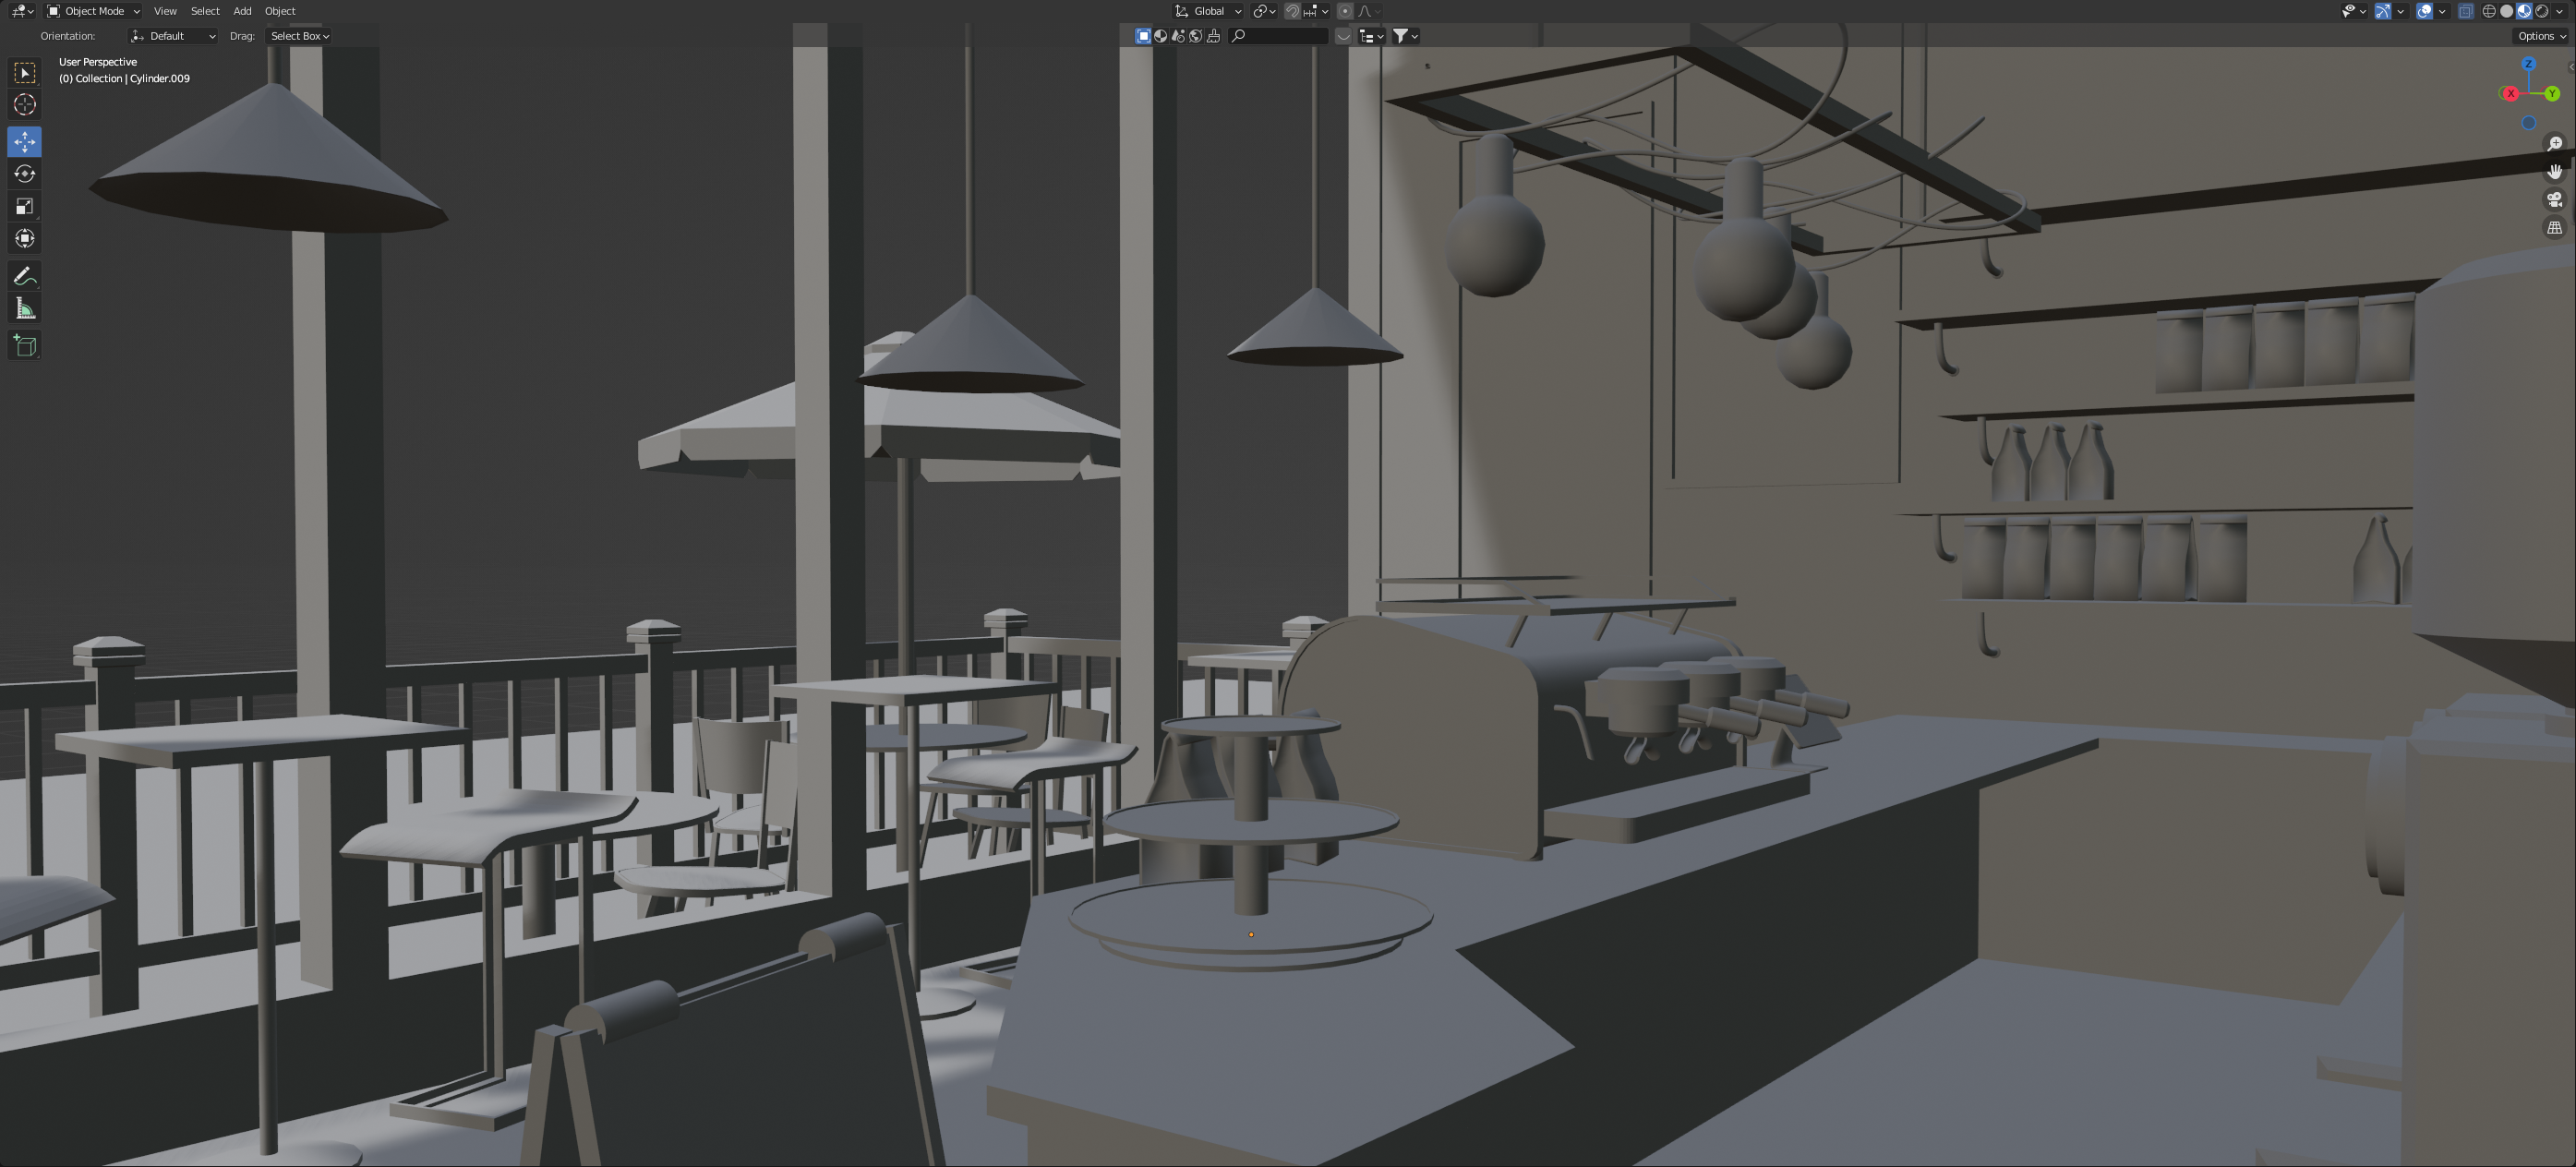 Object Mode View Select Add Object Global
Orientation: Default Drag: Select Box Options
User Perspective
(0) Collection | Cylinder.009
Z
X
Y